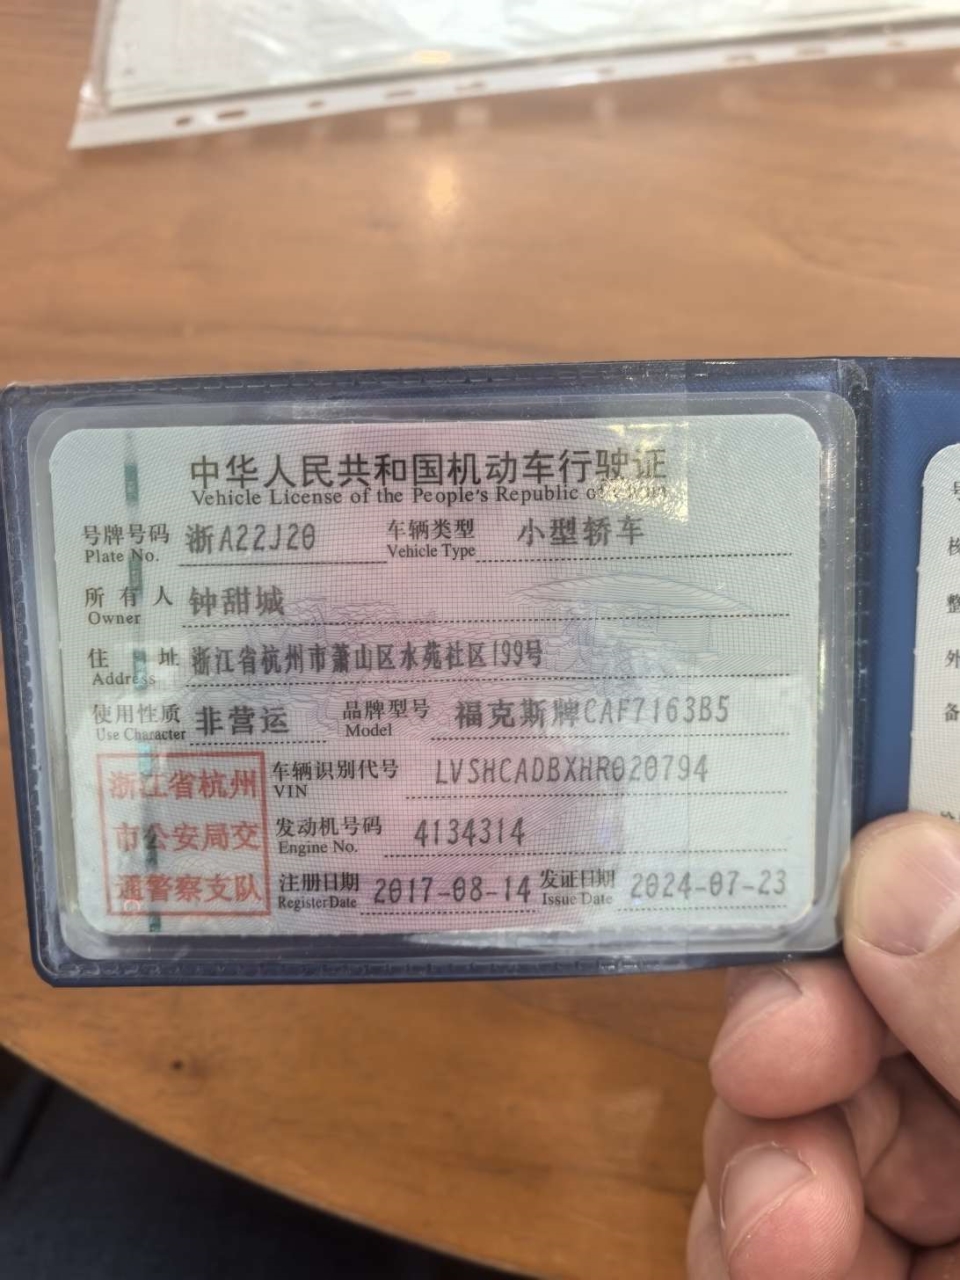 中华人民共和国机动车行驶证
Vehicle License of the People's Republic of China
号牌号码 浙A22J20 车辆类型 小型轿车
Plate No. Vehicle Type
所有人 钟甜城
Owner
住址 浙江省杭州市萧山区水苑社区199号
Address
使用性质 非营运 品牌型号 福克斯牌CAF7163B5
Use Character Model
浙江省杭州
市公安局交
通警察支队
车辆识别代号 LVSHCADBXHR020794
VIN
发动机号码 4134314
Engine No.
注册日期 2017-08-14 发证日期 2024-07-23
Register Date Issue Date
号
整
外
备